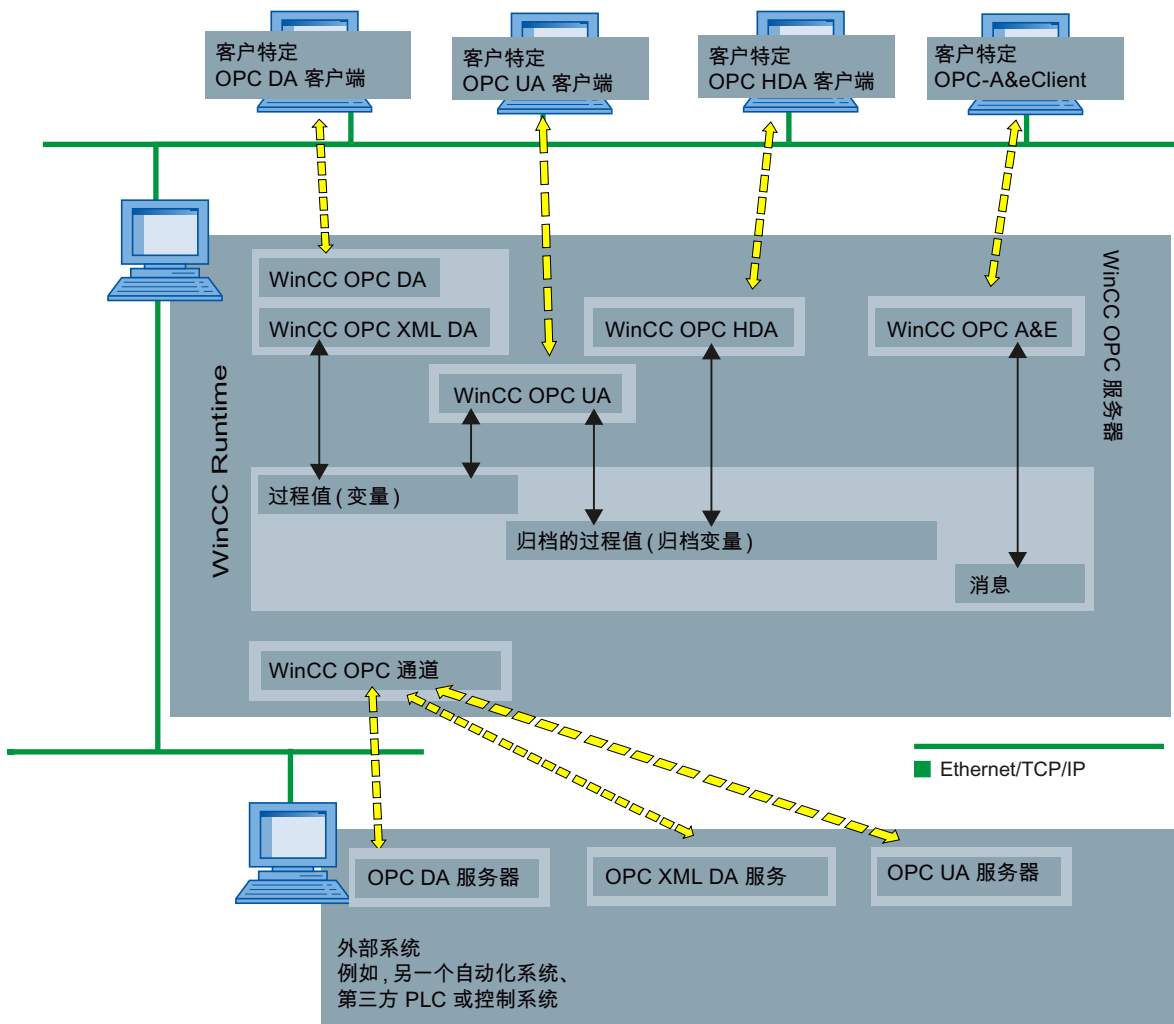 客户特定
OPC DA 客户端
客户特定
OPC UA 客户端
客户特定
OPC HDA 客户端
客户特定
OPC-A&eClient
WinCC Runtime
WinCC OPC 服务器
WinCC OPC DA
WinCC OPC XML DA
WinCC OPC HDA
WinCC OPC A&E
WinCC OPC UA
过程值(变量)
归档的过程值(归档变量)
消息
WinCC OPC 通道
Ethernet/TCP/IP
OPC DA 服务器
OPC XML DA 服务
OPC UA 服务器
外部系统
例如,另一个自动化系统、
第三方 PLC 或控制系统